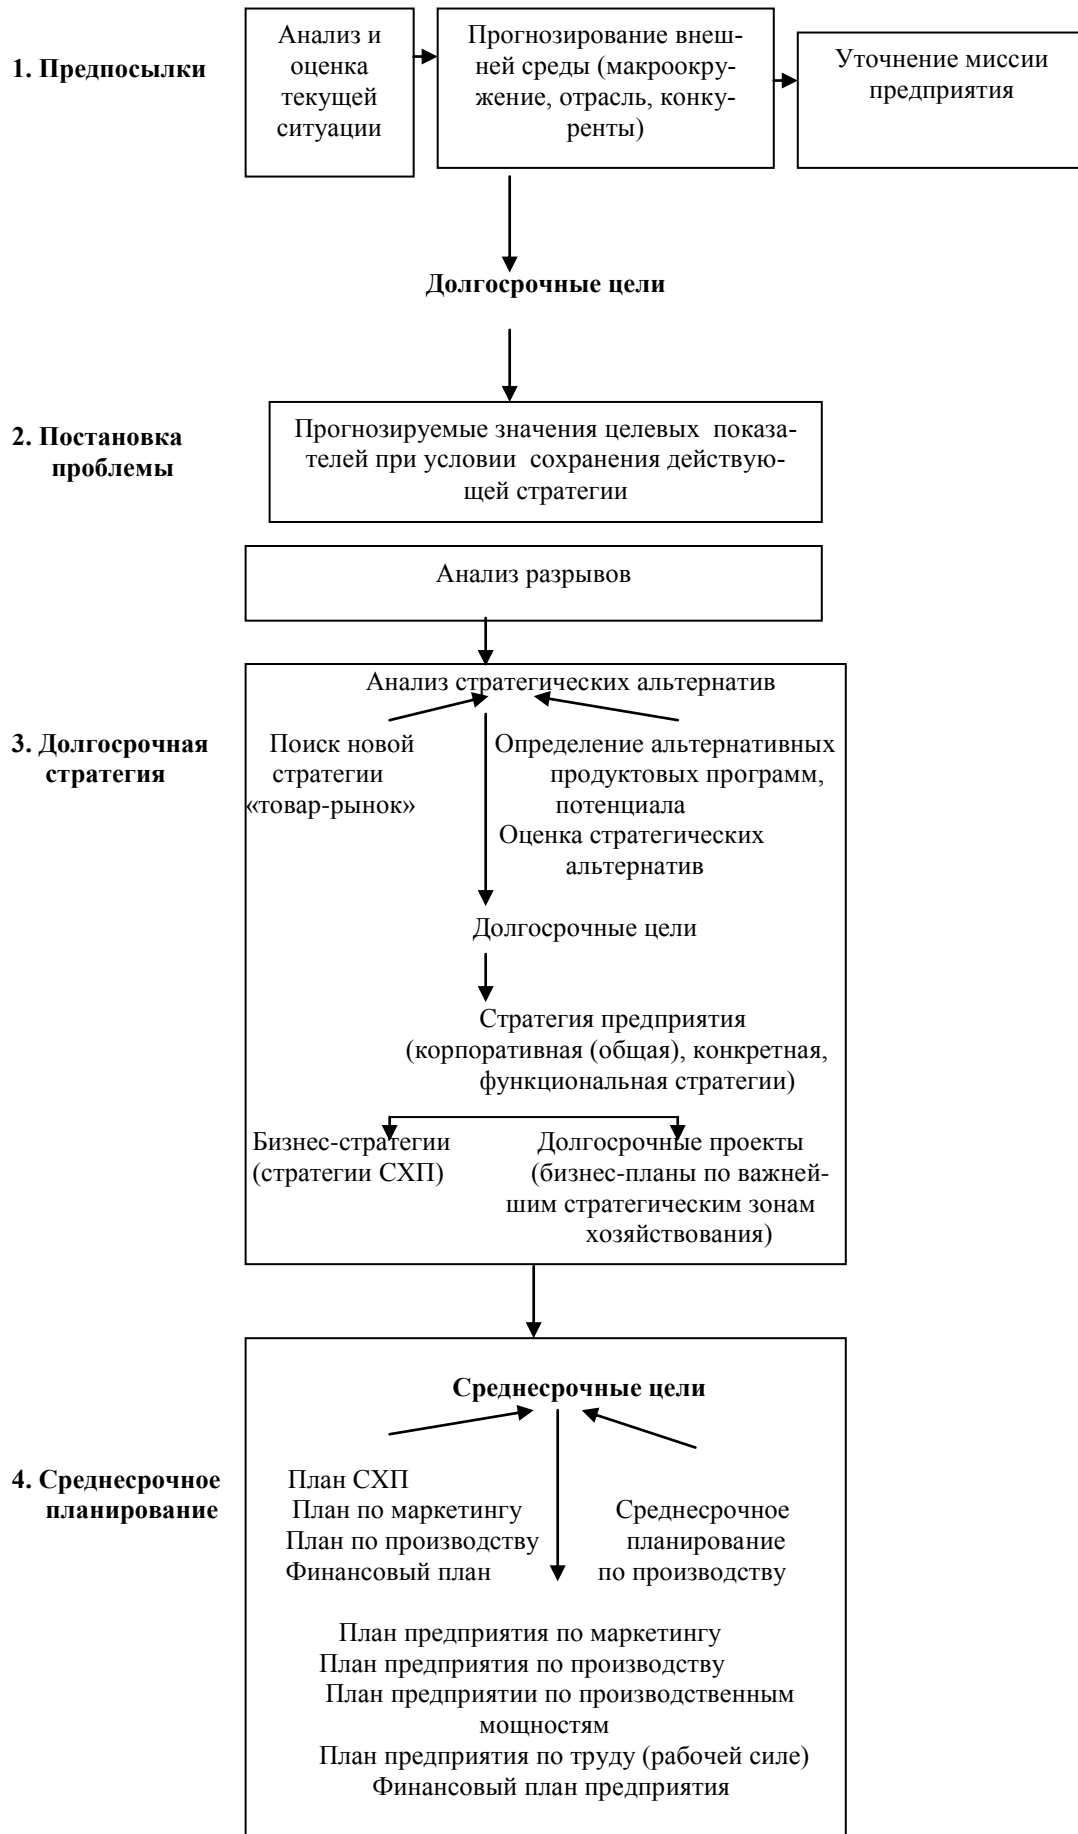 1. Предпосылки
Анализ и
оценка
текущей
ситуации
Прогнозирование внеш-
ней среды (макроокру-
жение, отрасль, конку-
ренты)
Уточнение миссии
предприятия
Долгосрочные цели
2. Постановка
проблемы
Прогнозируемые значения целевых показа-
телей при условии сохранения действую-
щей стратегии
Анализ разрывов
3. Долгосрочная
стратегия
Анализ стратегических альтернатив
Поиск новой
стратегии
«товар-рынок»
Определение альтернативных
продуктовых программ,
потенциала
Оценка стратегических
альтернатив
Долгосрочные цели
Стратегия предприятия
(корпоративная (общая), конкретная,
функциональная стратегии)
Бизнес-стратегии
(стратегии СХП)
Долгосрочные проекты
(бизнес-планы по важней-
шим стратегическим зонам
хозяйствования)
4. Среднесрочное
планирование
Среднесрочные цели
План СХП
План по маркетингу
План по производству
Финансовый план
Среднесрочное
планирование
по производству
План предприятия по маркетингу
План предприятия по производству
План предприятии по производственным
мощностям
План предприятия по труду (рабочей силе)
Финансовый план предприятия